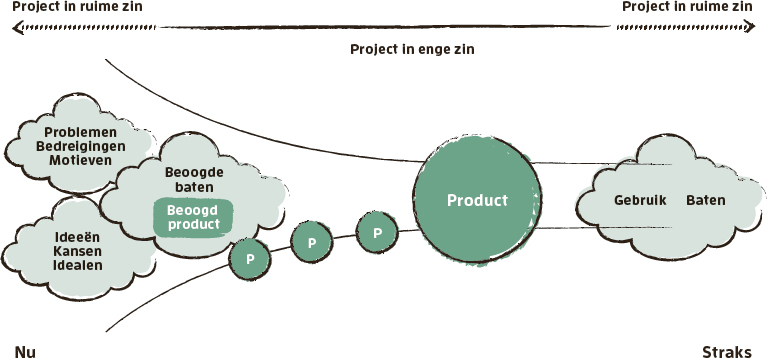 Project in ruime zin
Project in ruime zin
Project in enge zin
Problemen
Bedreigingen
Motieven
Beoogde
baten
Beoogd
product
Ideeën
Kansen
Idealen
P
P
P
Product
Gebruik Baten
Nu
Straks